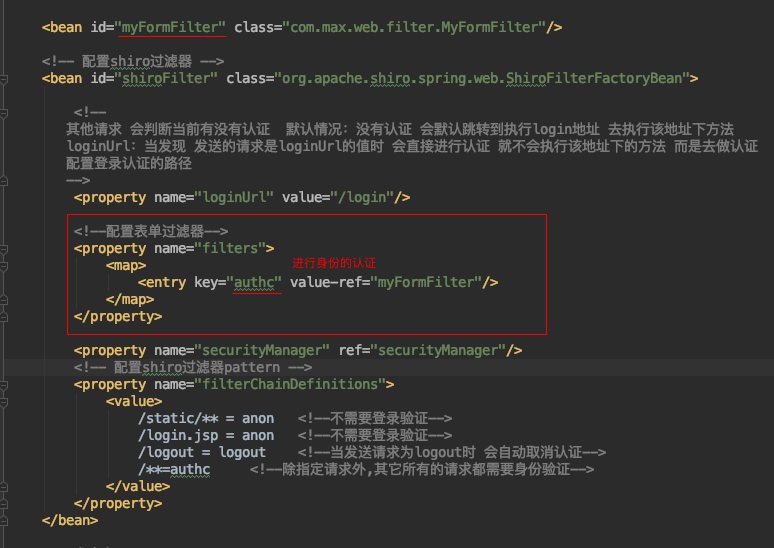 <bean id="myFormFilter" class="com.max.web.filter.MyFormFilter"/>
<!-- 配置shiro过滤器 -->
<bean id="shiroFilter" class="org.apache.shiro.spring.web.ShiroFilterFactoryBean">
<!--
其他请求 会判断当前有没有认证  默认情况: 没有认证 会默认跳转到执行login地址 去执行该地址下方法
loginUrl: 当发现 发送的请求是loginUrl的值时 会直接进行认证 就不会执行该地址下的方法 而是去做认证
配置登录认证的路径
-->
<property name="loginUrl" value="/login"/>
<!--配置表单过滤器-->
<property name="filters">
<map> 进行身份的认证
<entry key="authc" value-ref="myFormFilter"/>
</map>
</property>
<property name="securityManager" ref="securityManager"/>
<!-- 配置shiro过滤器pattern -->
<property name="filterChainDefinitions">
<value>
/static/** = anon   <!--不需要登录验证-->
/login.jsp = anon   <!--不需要登录验证-->
/logout = logout    <!--当发送请求为logout时 会自动取消认证-->
/**=authc     <!--除指定请求外,其它所有的请求都需要身份验证-->
</value>
</property>
</bean>